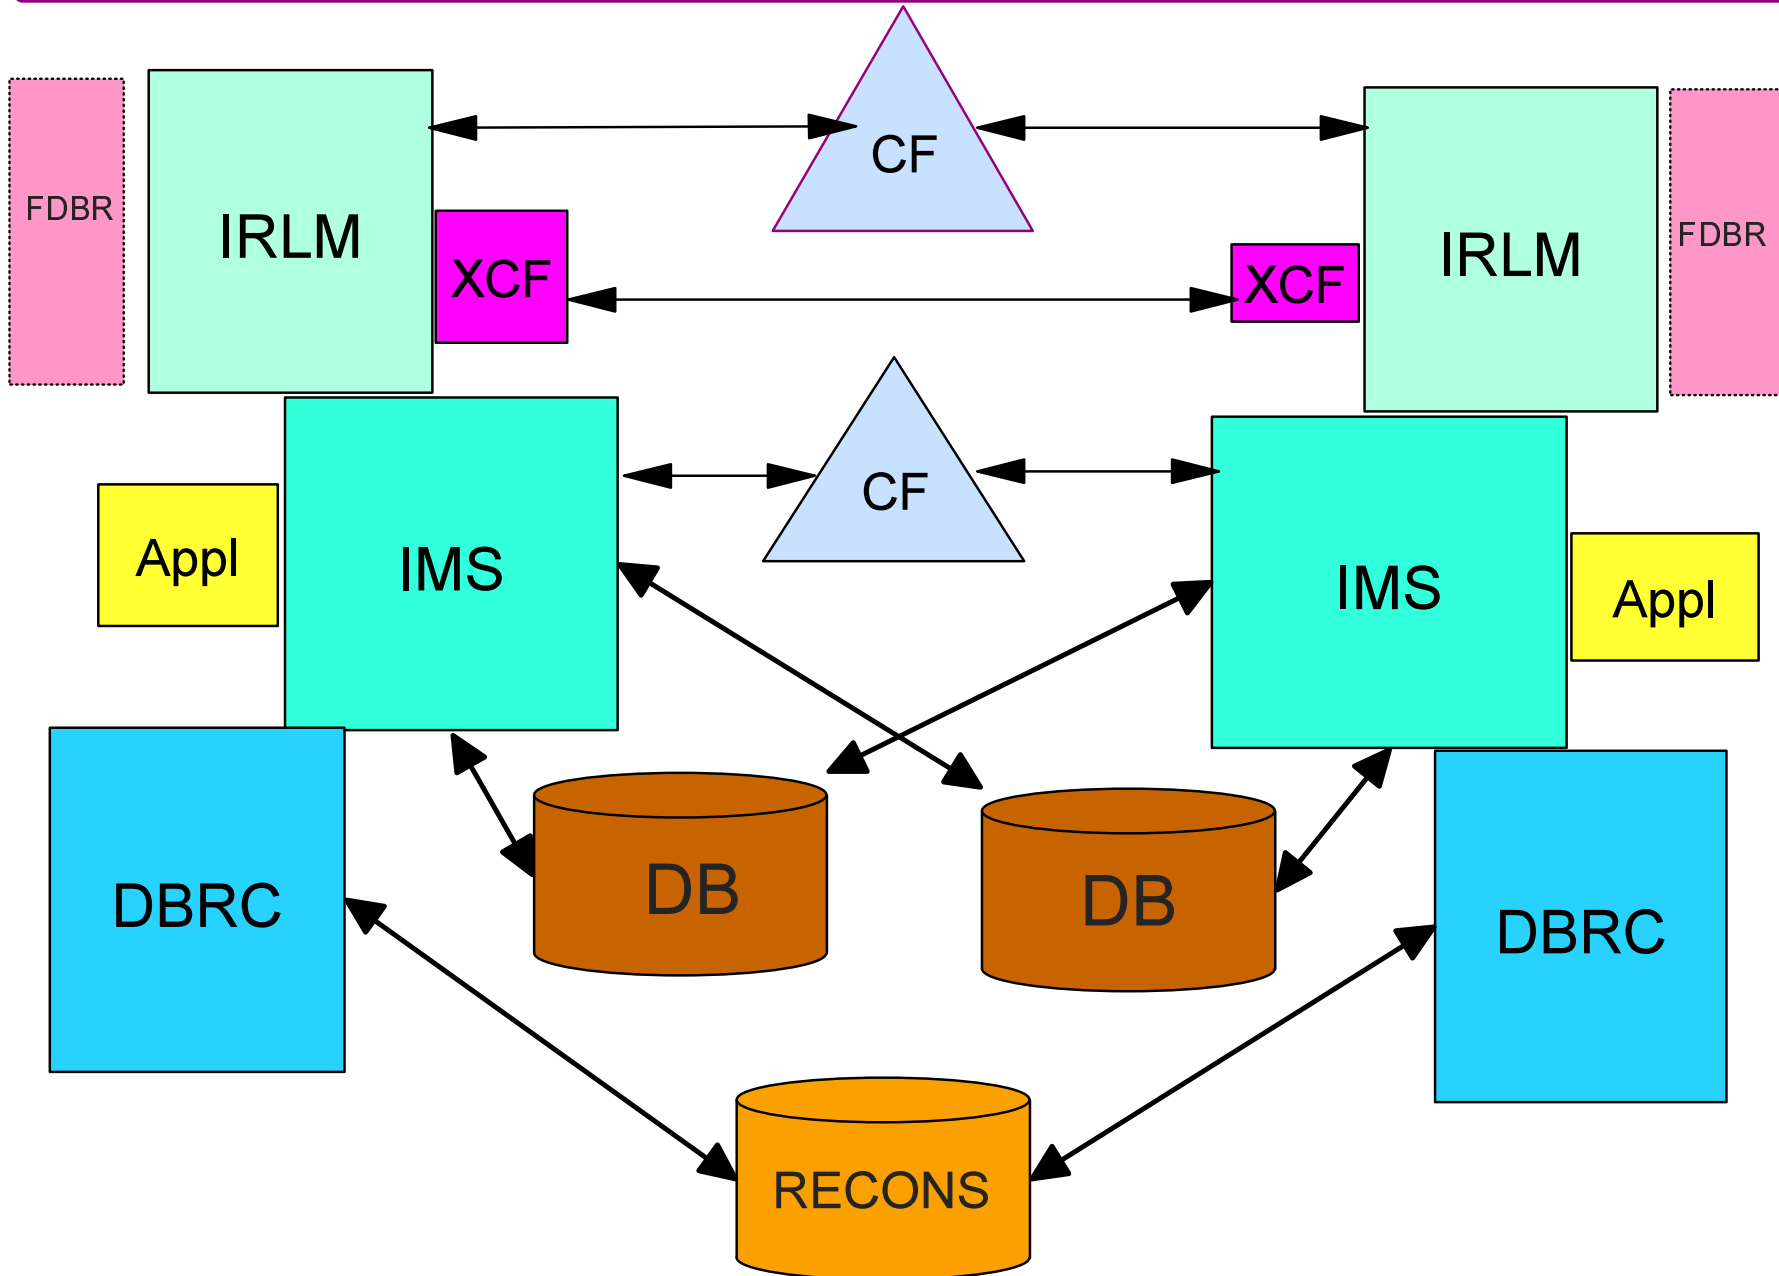 CF
FDBR
IRLM
XCF
XCF
IRLM
FDBR
CF
Appl
IMS
IMS
Appl
DBRC
DB
DB
DBRC
RECONS